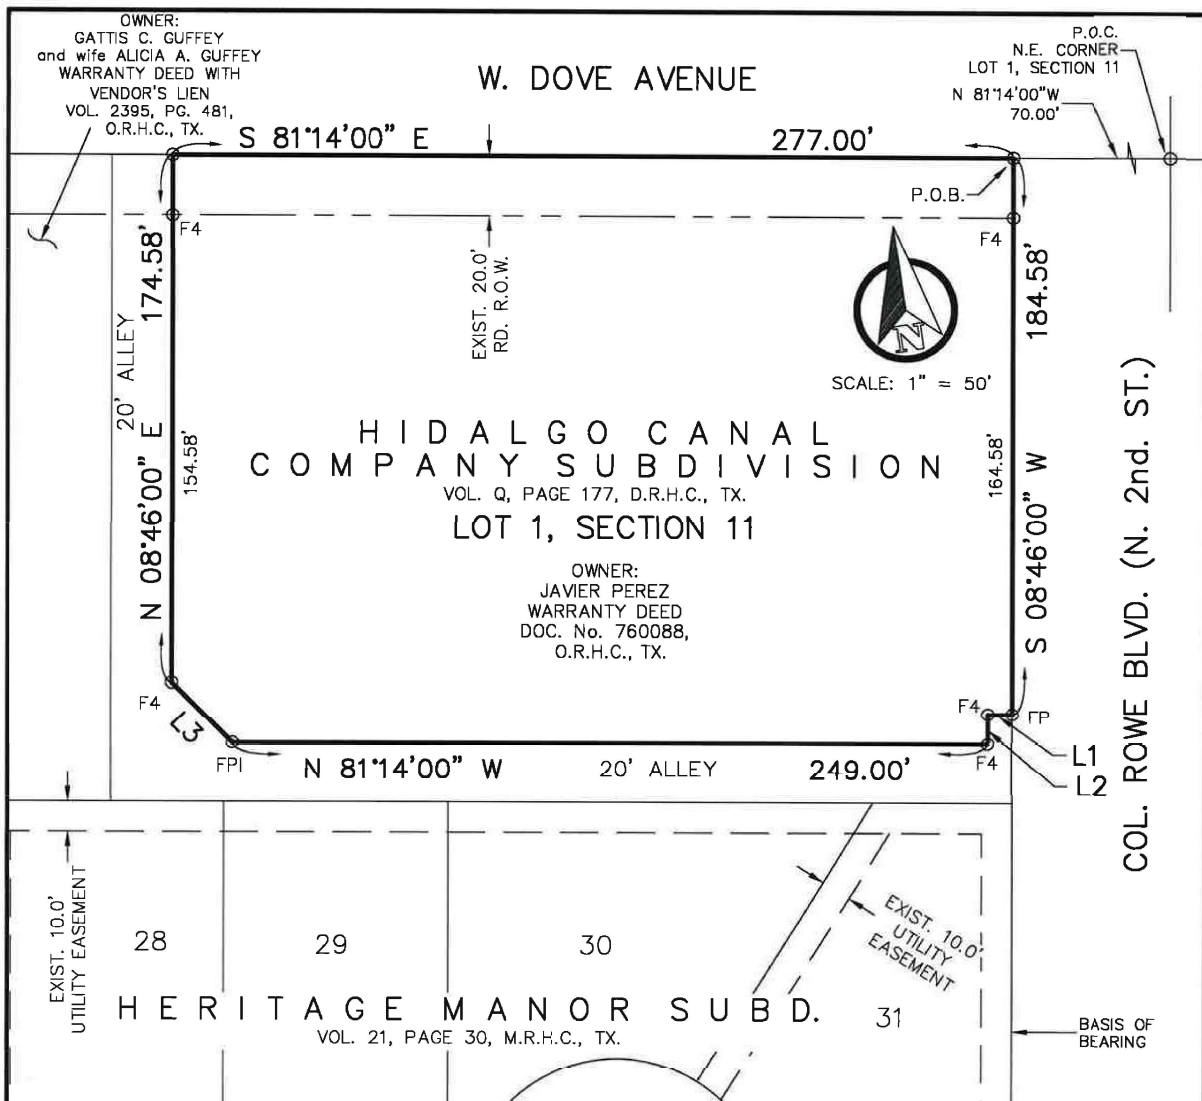 OWNER:
GATTIS C. GUFFEY
and wife ALICIA A. GUFFEY
WARRANTY DEED WITH
VENDOR'S LIEN
VOL. 2395, PG. 481,
O.R.H.C., TX.
W. DOVE AVENUE
P.O.C.
N.E. CORNER
LOT 1, SECTION 11
N 81°14'00"W
70.00'
S 81°14'00" E
277.00'
P.O.B.
F4
F4
174.58'
N 08°46'00" E
20' ALLEY
154.58'
EXIST. 20.0'
RD. R.O.W.
N
SCALE: 1" = 50'
184.58'
S 08°46'00" W
164.58'
COL. ROWE BLVD. (N. 2nd. ST.)
HIDALGO CANAL
COMPANY SUBDIVISION
VOL. Q, PAGE 177, D.R.H.C., TX.
LOT 1, SECTION 11
OWNER:
JAVIER PEREZ
WARRANTY DEED
DOC. No. 760088,
O.R.H.C., TX.
F4
L3
FPI
N 81°14'00" W
20' ALLEY
249.00'
F4
FP
F4
L1
L2
EXIST. 10.0'
UTILITY EASEMENT
28
29
30
EXIST. 10.0'
UTILITY
EASEMENT
31
HERITAGE MANOR SUBD.
VOL. 21, PAGE 30, M.R.H.C., TX.
BASIS OF
BEARING